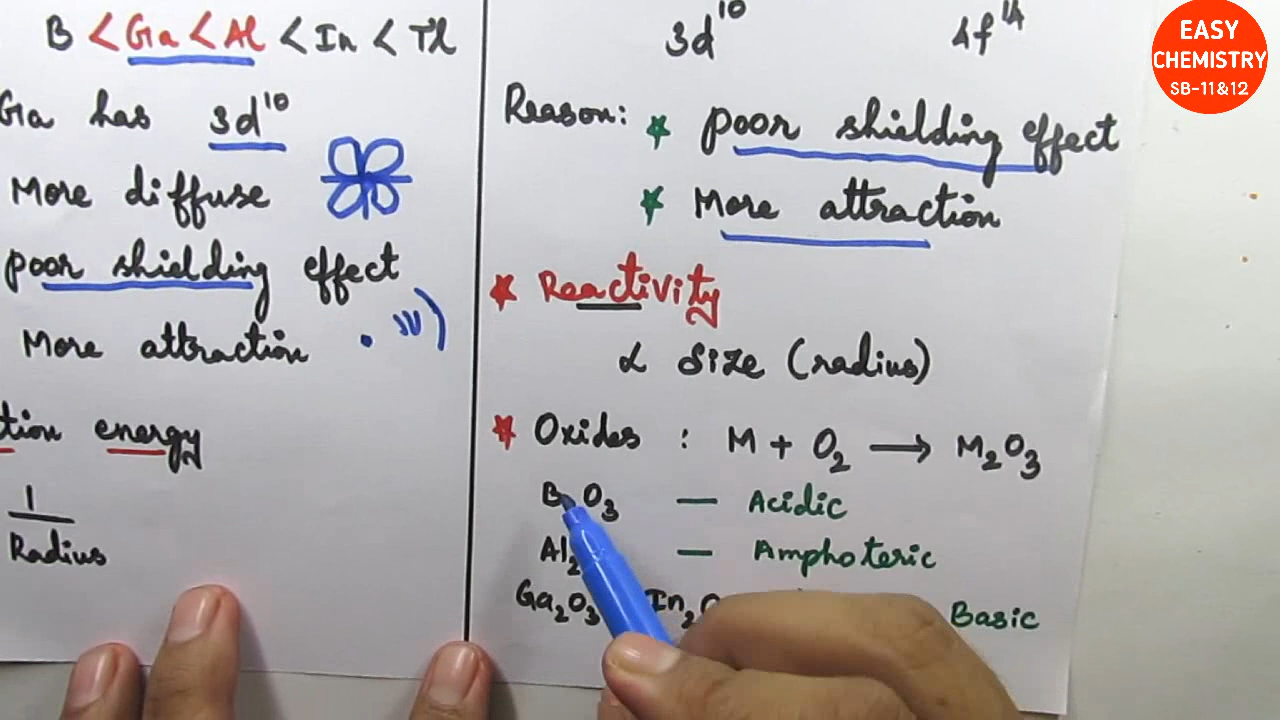 B < Ga < Al < In < Tl
Ga has 3d¹⁰
More diffuse
poor shielding effect
More attraction
tion energy
1
Radius
3d¹⁰ 4f¹⁴
Reason: poor shielding effect
More attraction
Reactivity
∝ Size (radius)
Oxides : M + O₂ → M₂O₃
B O₃ — Acidic
Al₂ — Amphoteric
Ga₂O₃ In₂O Basic
EASY
CHEMISTRY
SB-11&12